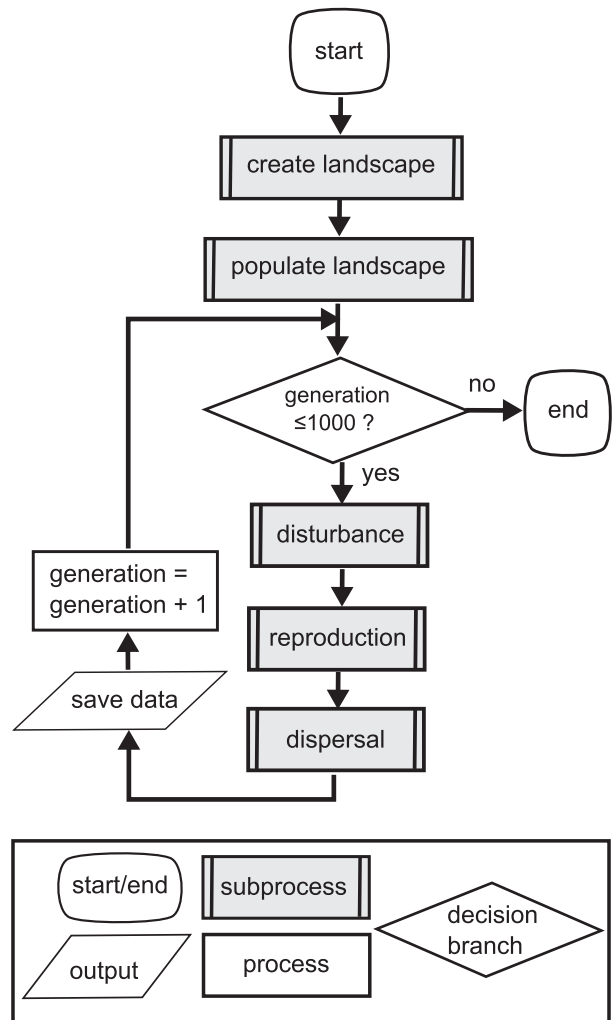 start
create landscape
populate landscape
generation
≤1000 ?
no
end
yes
disturbance
generation =
generation + 1
reproduction
save data
dispersal
start/end
subprocess
decision
branch
output
process